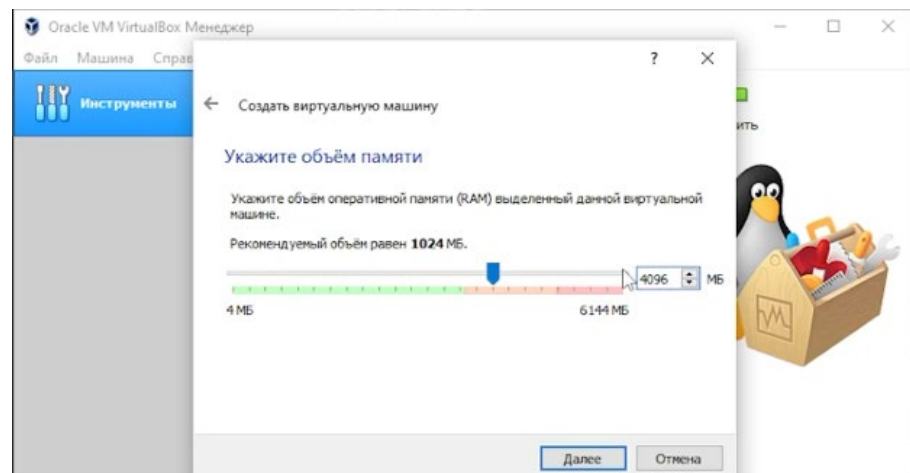 Oracle VM VirtualBox Менеджер
Файл Машина Справ
Инструменты
?
Создать виртуальную машину
ить
Укажите объём памяти
Укажите объём оперативной памяти (RAM) выделенный данной виртуальной
машине.
Рекомендуемый объём равен 1024 МБ.
4096 МБ
4 МБ 6144 МБ
Далее Отмена